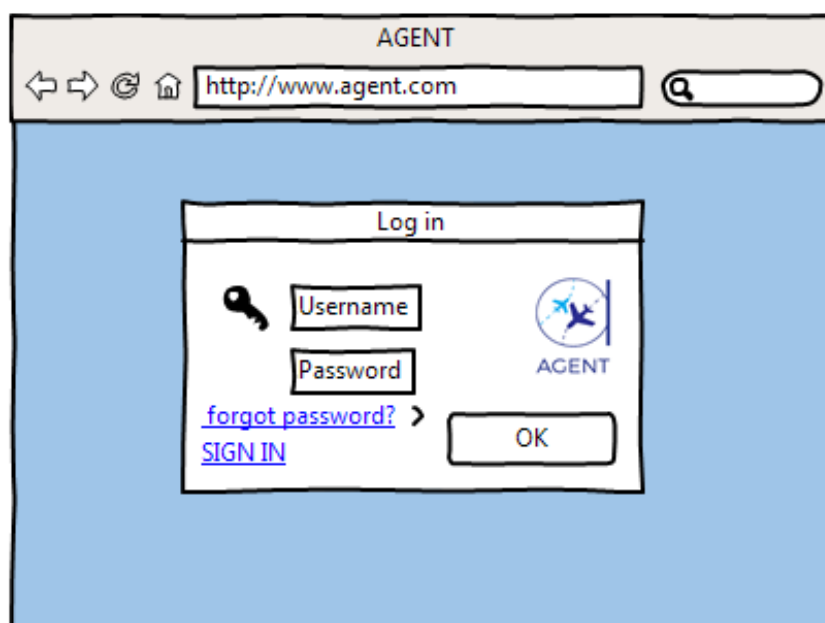 AGENT
http://www.agent.com
Log in
Username
AGENT
Password
forgot password?
SIGN IN
OK